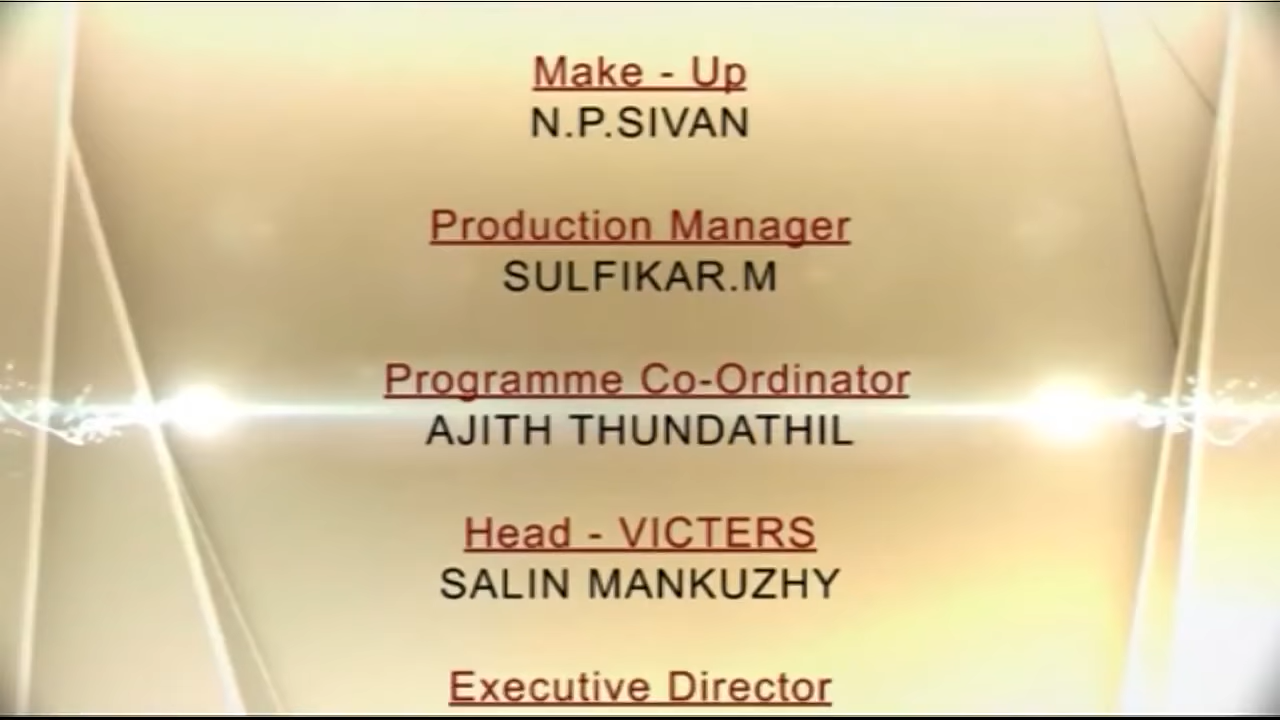 Make - Up
N.P.SIVAN
Production Manager
SULFIKAR.M
Programme Co-Ordinator
AJITH THUNDATHIL
Head - VICTERS
SALIN MANKUZHY
Executive Director